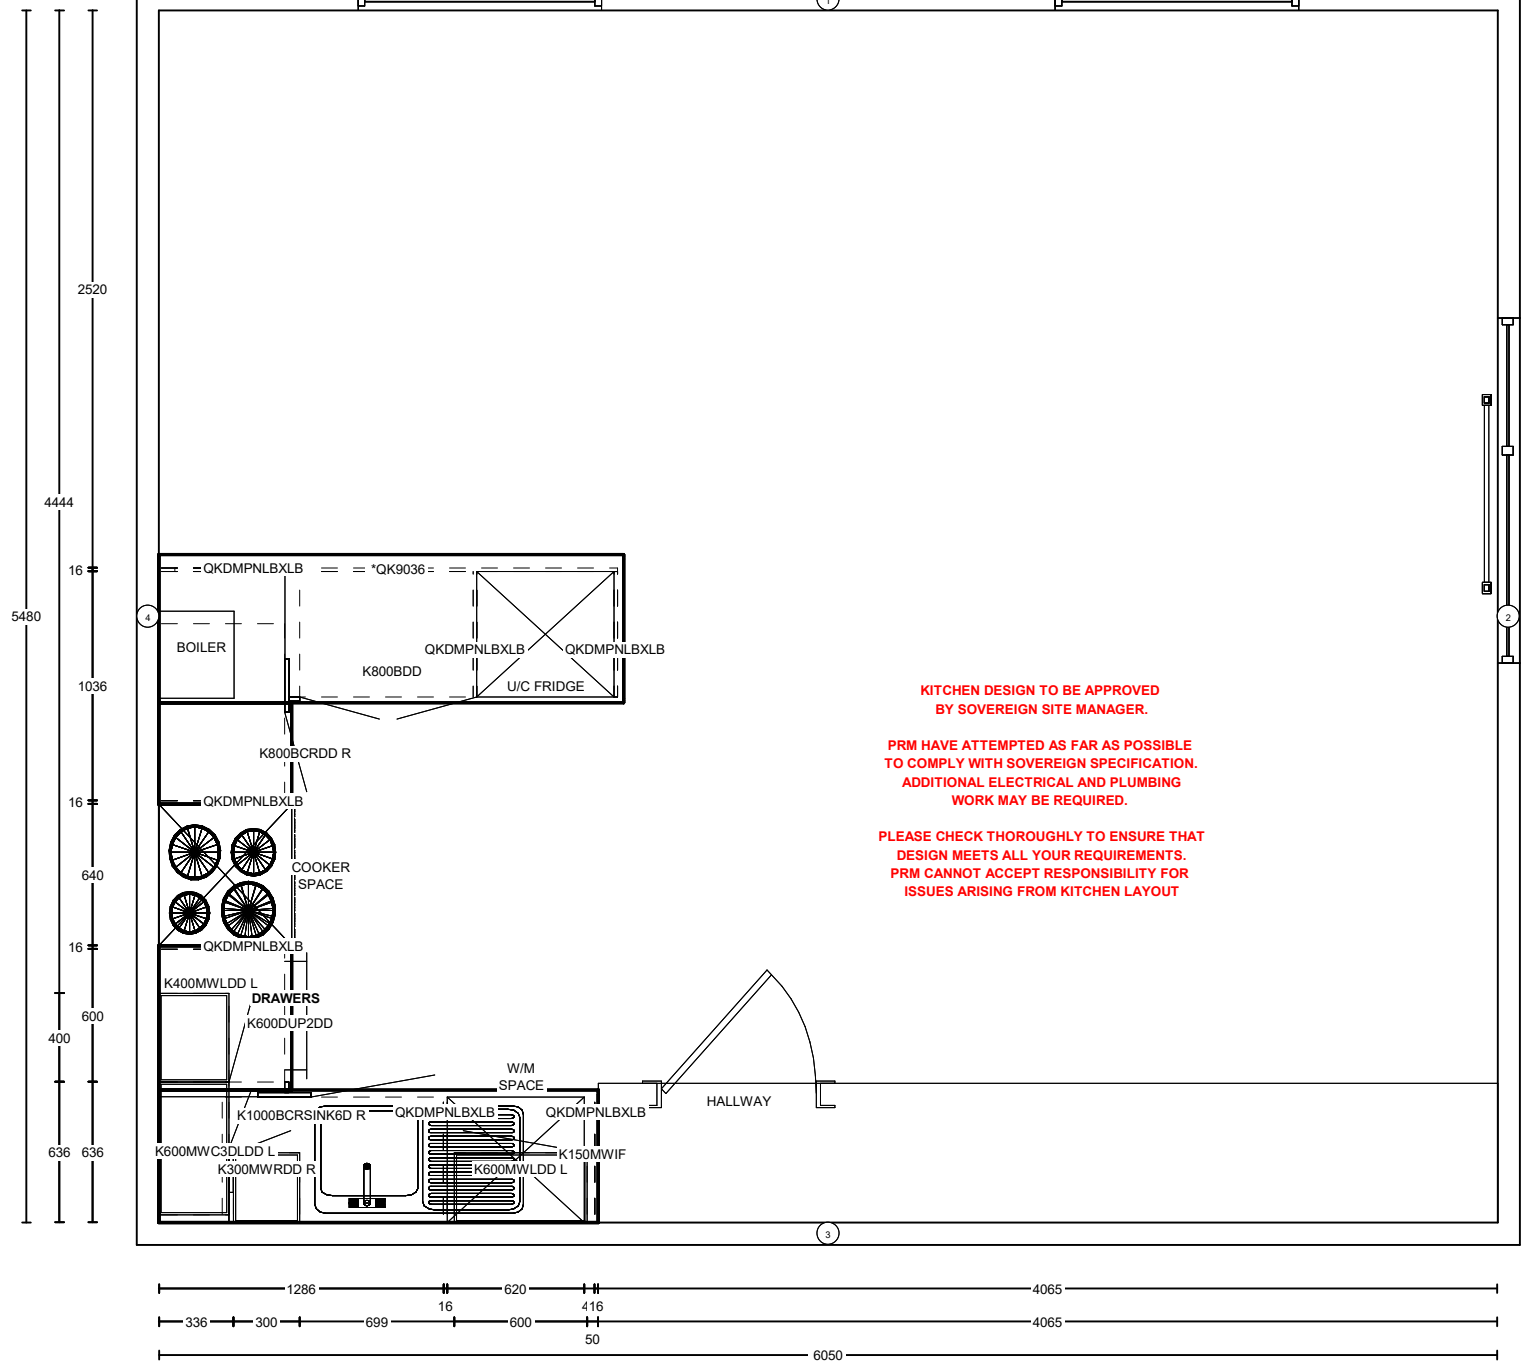 1
2520
4444
16
QKDMPNLBXLB
*QK9036
5480
4
2
BOILER
QKDMPNLBXLB
QKDMPNLBXLB
K800BDD
1036
U/C FRIDGE
KITCHEN DESIGN TO BE APPROVED
BY SOVEREIGN SITE MANAGER.
PRM HAVE ATTEMPTED AS FAR AS POSSIBLE
TO COMPLY WITH SOVEREIGN SPECIFICATION.
ADDITIONAL ELECTRICAL AND PLUMBING
WORK MAY BE REQUIRED.
PLEASE CHECK THOROUGHLY TO ENSURE THAT
DESIGN MEETS ALL YOUR REQUIREMENTS.
PRM CANNOT ACCEPT RESPONSIBILITY FOR
ISSUES ARISING FROM KITCHEN LAYOUT
K800BCRDD R
16
QKDMPNLBXLB
COOKER
SPACE
640
16
QKDMPNLBXLB
K400MWLDD L
DRAWERS
600
K600DUP2DD
400
W/M
SPACE
HALLWAY
K1000BCRSINK6D R
QKDMPNLBXLB
QKDMPNLBXLB
636
636
K600MWC3DLDD L
K150MWIF
K300MWRDD R
K600MWLDD L
3
1286
620
4065
16
416
336
300
699
600
4065
50
6050